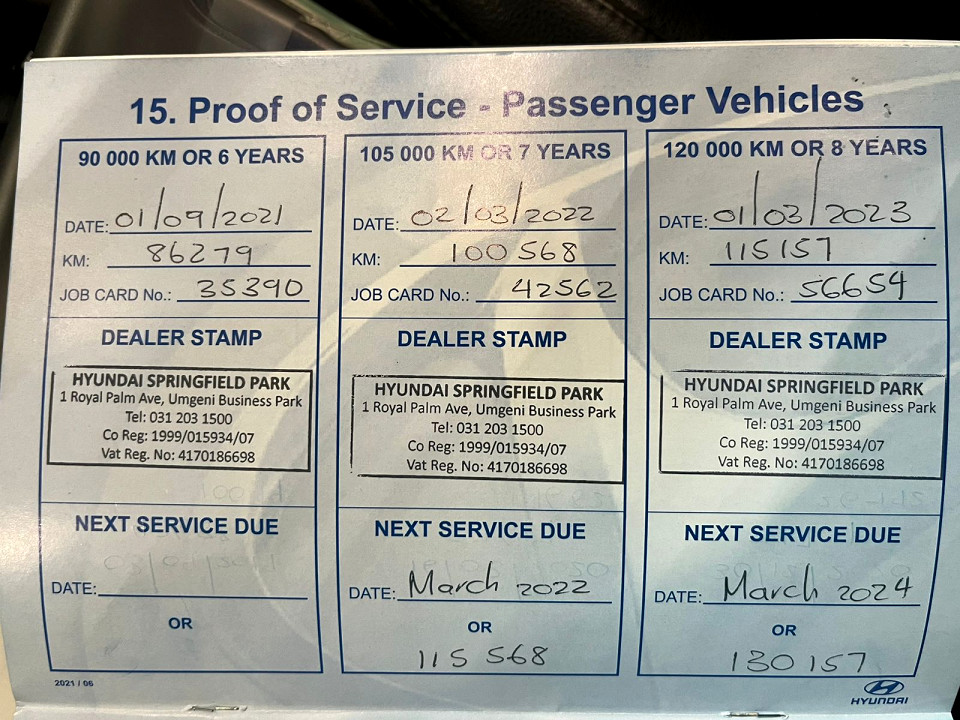 15. Proof of Service - Passenger Vehicles
90 000 KM OR 6 YEARS
DATE: 01/09/2021
KM: 86279
JOB CARD No.: 35390
DEALER STAMP
HYUNDAI SPRINGFIELD PARK
1 Royal Palm Ave, Umgeni Business Park
Tel: 031 203 1500
Co Reg: 1999/015934/07
Vat Reg. No: 4170186698
NEXT SERVICE DUE
DATE:
OR
105 000 KM OR 7 YEARS
DATE: 02/03/2022
KM: 100 568
JOB CARD No.: 42562
DEALER STAMP
HYUNDAI SPRINGFIELD PARK
1 Royal Palm Ave, Umgeni Business Park
Tel: 031 203 1500
Co Reg: 1999/015934/07
Vat Reg. No: 4170186698
NEXT SERVICE DUE
DATE: March 2022
OR
115 568
120 000 KM OR 8 YEARS
DATE: 01/03/2023
KM: 115157
JOB CARD No.: 56654
DEALER STAMP
HYUNDAI SPRINGFIELD PARK
1 Royal Palm Ave, Umgeni Business Park
Tel: 031 203 1500
Co Reg: 1999/015934/07
Vat Reg. No: 4170186698
NEXT SERVICE DUE
DATE: March 2024
OR
130157
2021 / 06
HYUNDAI